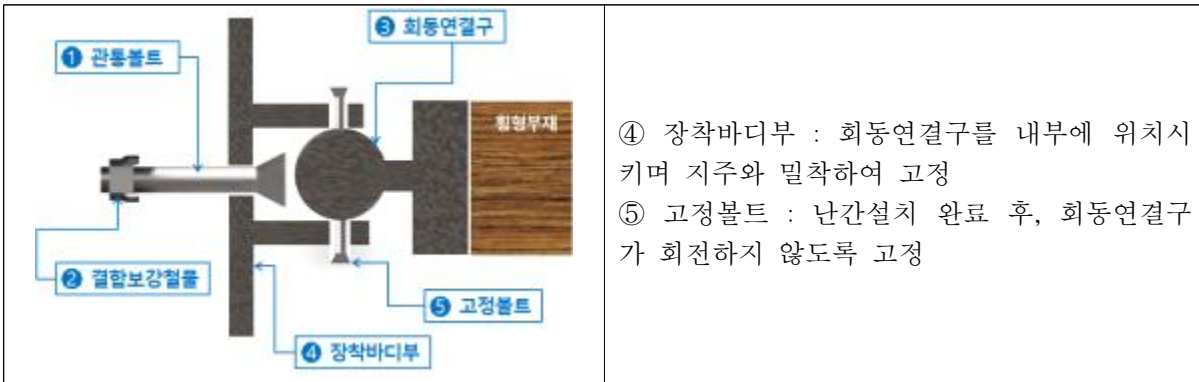 ③ 회동연결구
① 관통볼트
횡형부재
② 결합보강철물
⑤ 고정볼트
④ 장착바디부
④ 장착바디부 : 회동연결구를 내부에 위치시
키며 지주와 밀착하여 고정
⑤ 고정볼트 : 난간설치 완료 후, 회동연결구
가 회전하지 않도록 고정